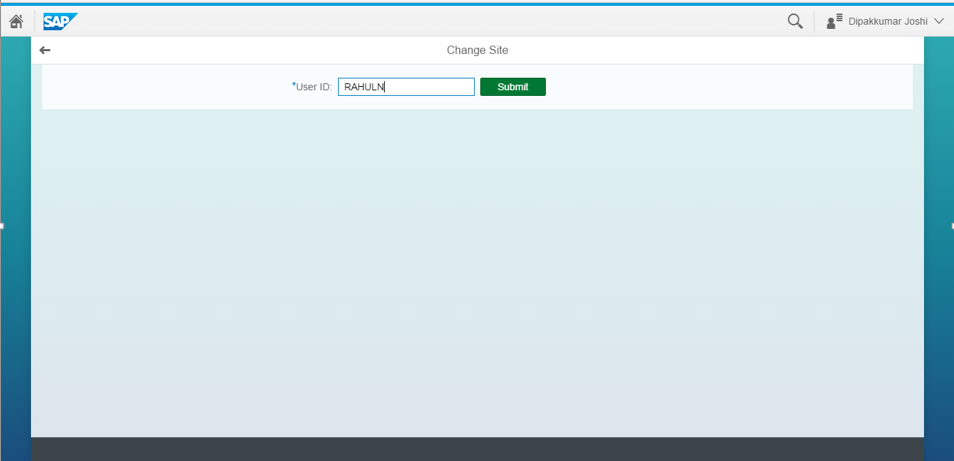 SAP
Dipakkumar Joshi
Change Site
*User ID: RAHULN Submit